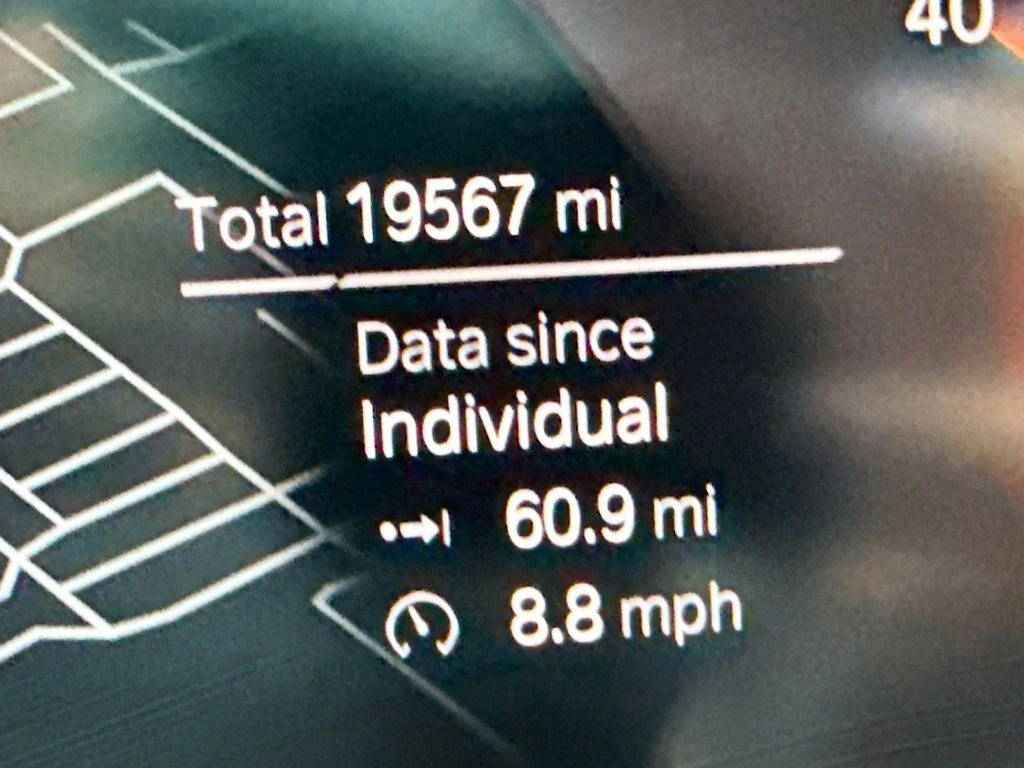 40
Total 19567 mi
Data since
Individual
60.9 mi
8.8 mph